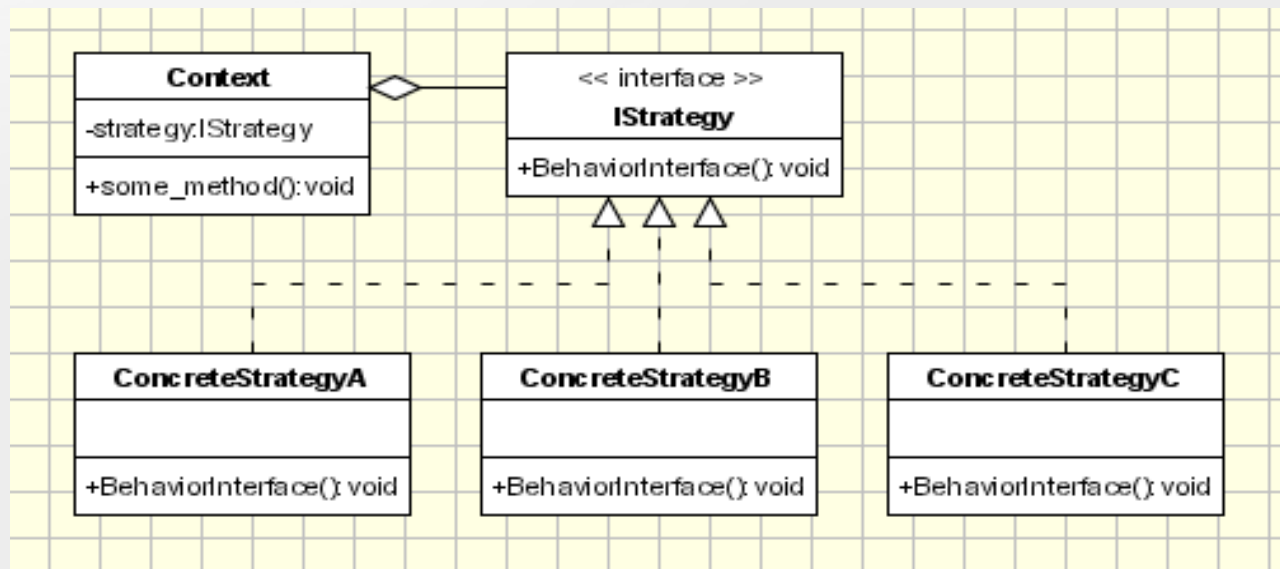 Context
-strategy:IStrategy
+some_method():void
<< interface >>
IStrategy
+BehaviorInterface(): void
ConcreteStrategyA
+BehaviorInterface(): void
ConcreteStrategyB
+BehaviorInterface(): void
ConcreteStrategyC
+BehaviorInterface(): void